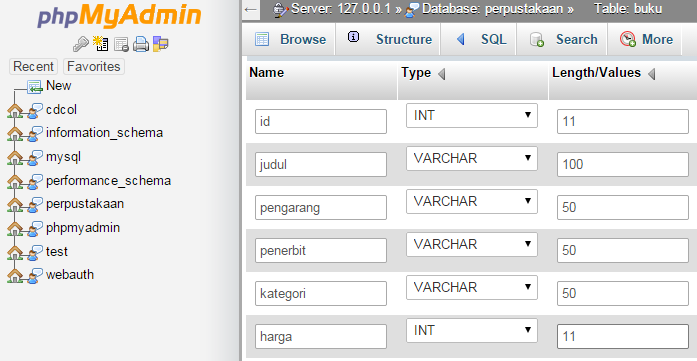 phpMyAdmin
Recent Favorites
New
cdcol
information_schema
mysql
performance_schema
perpustakaan
phpmyadmin
test
webauth
Server: 127.0.0.1 » Database: perpustakaan » Table: buku
Browse Structure SQL Search More
Name Type Length/Values
id INT 11
judul VARCHAR 100
pengarang VARCHAR 50
penerbit VARCHAR 50
kategori VARCHAR 50
harga INT 11